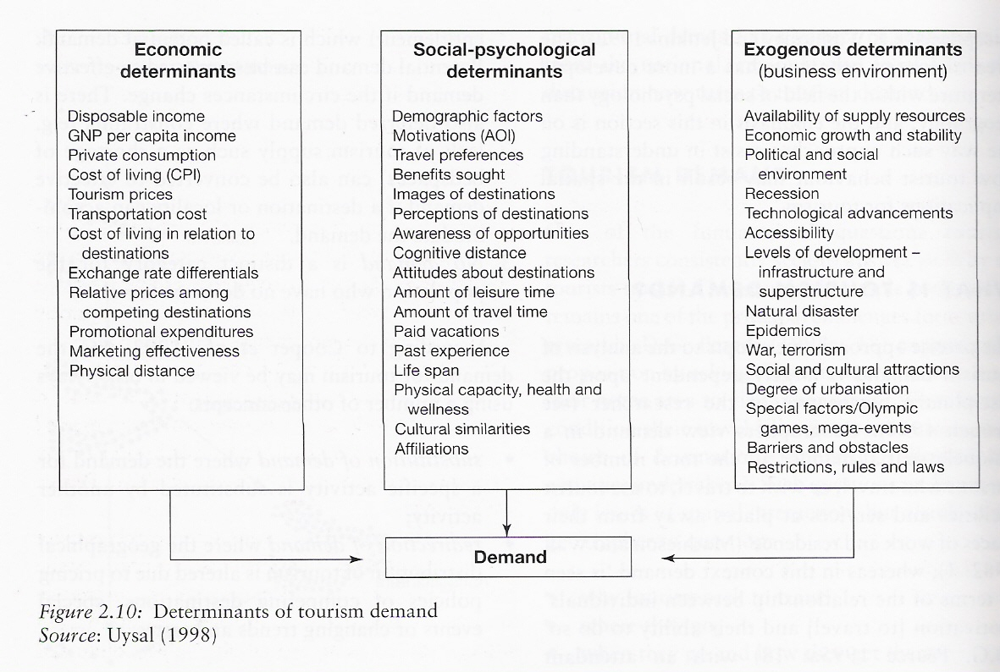 Economic
determinants
Disposable income
GNP per capita income
Private consumption
Cost of living (CPI)
Tourism prices
Transportation cost
Cost of living in relation to
destinations
Exchange rate differentials
Relative prices among
competing destinations
Promotional expenditures
Marketing effectiveness
Physical distance
Social-psychological
determinants
Demographic factors
Motivations (AOI)
Travel preferences
Benefits sought
Images of destinations
Perceptions of destinations
Awareness of opportunities
Cognitive distance
Attitudes about destinations
Amount of leisure time
Amount of travel time
Paid vacations
Past experience
Life span
Physical capacity, health and
wellness
Cultural similarities
Affiliations
Exogenous determinants
(business environment)
Availability of supply resources
Economic growth and stability
Political and social
environment
Recession
Technological advancements
Accessibility
Levels of development –
infrastructure and
superstructure
Natural disaster
Epidemics
War, terrorism
Social and cultural attractions
Degree of urbanisation
Special factors/Olympic
games, mega-events
Barriers and obstacles
Restrictions, rules and laws
Demand
Figure 2.10: Determinants of tourism demand
Source: Uysal (1998)